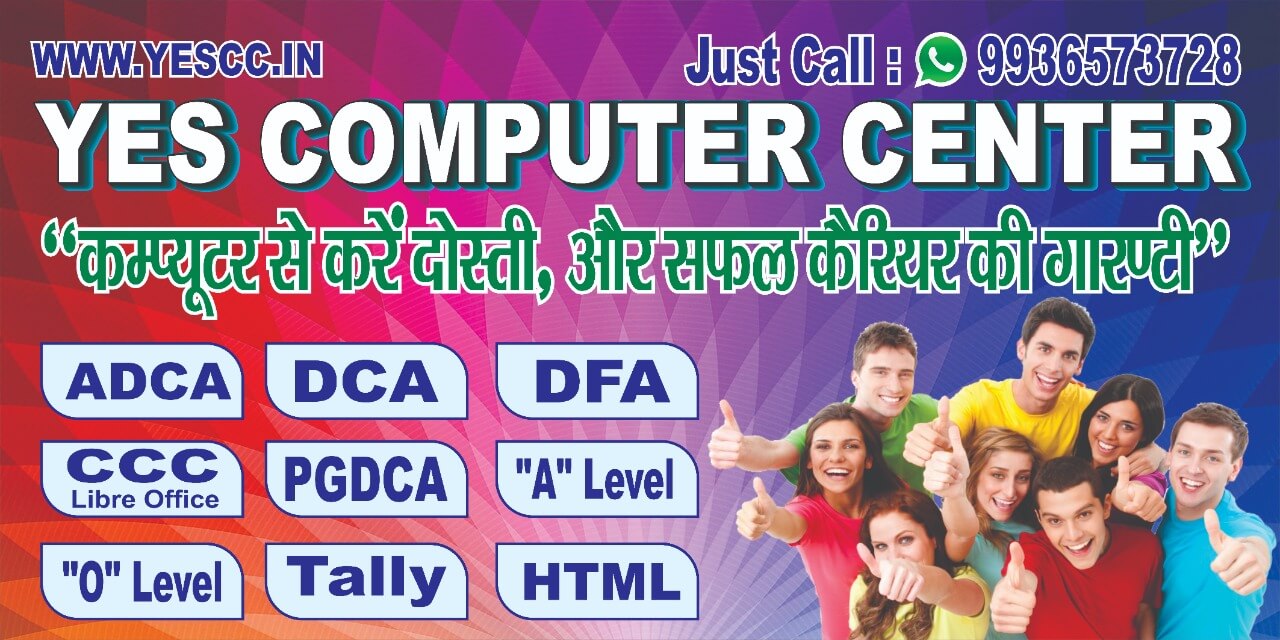 WWW.YESCC.IN
Just Call : 9936573728
YES COMPUTER CENTER
“कम्प्यूटर से करें दोस्ती, और सफल कैरियर की गारण्टी”
ADCA
DCA
DFA
CCC
Libre Office
PGDCA
"A" Level
"O" Level
Tally
HTML